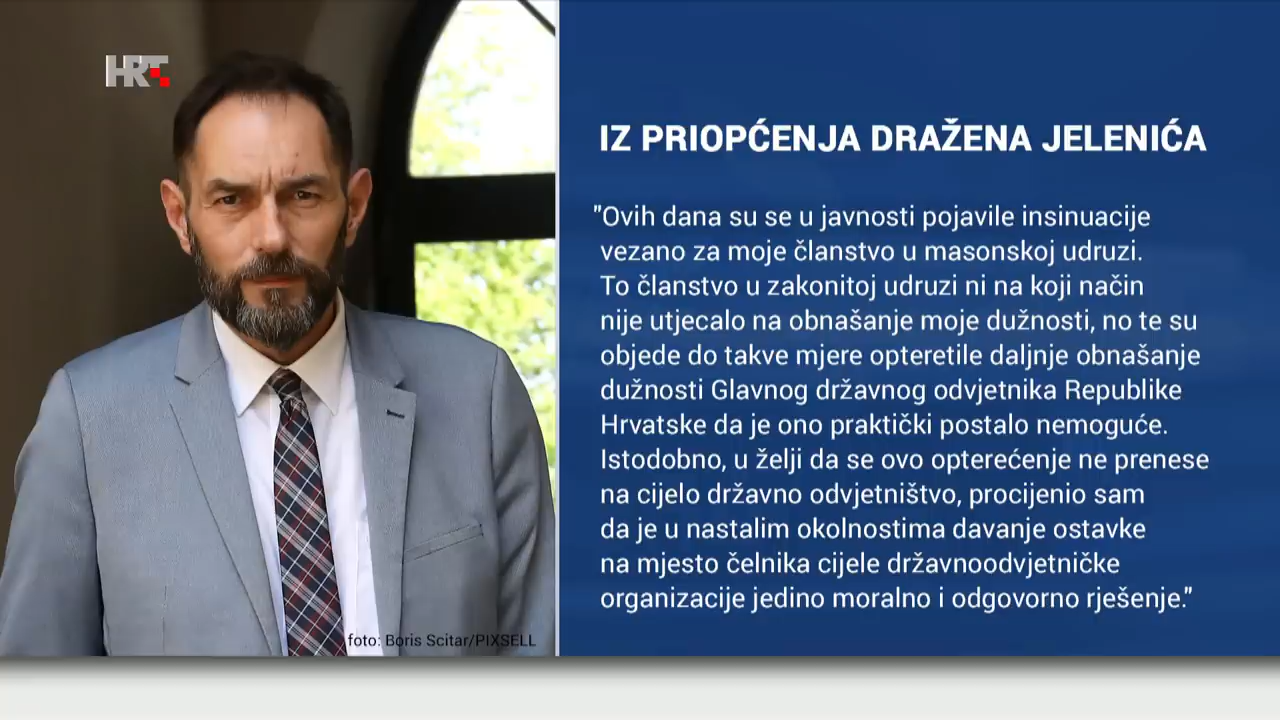 HRT
IZ PRIOPĆENJA DRAŽENA JELENIĆA
"Ovih dana su se u javnosti pojavile insinuacije
vezano za moje članstvo u masonskoj udruzi.
To članstvo u zakonitoj udruzi ni na koji način
nije utjecalo na obnašanje moje dužnosti, no te su
objede do takve mjere opteretile daljnje obnašanje
dužnosti Glavnog državnog odvjetnika Republike
Hrvatske da je ono praktički postalo nemoguće.
Istodobno, u želji da se ovo opterećenje ne prenese
na cijelo državno odvjetništvo, procijenio sam
da je u nastalim okolnostima davanje ostavke
na mjesto čelnika cijele državnoodvjetničke
organizacije jedino moralno i odgovorno rješenje."
foto: Boris Scitar/PIXSELL